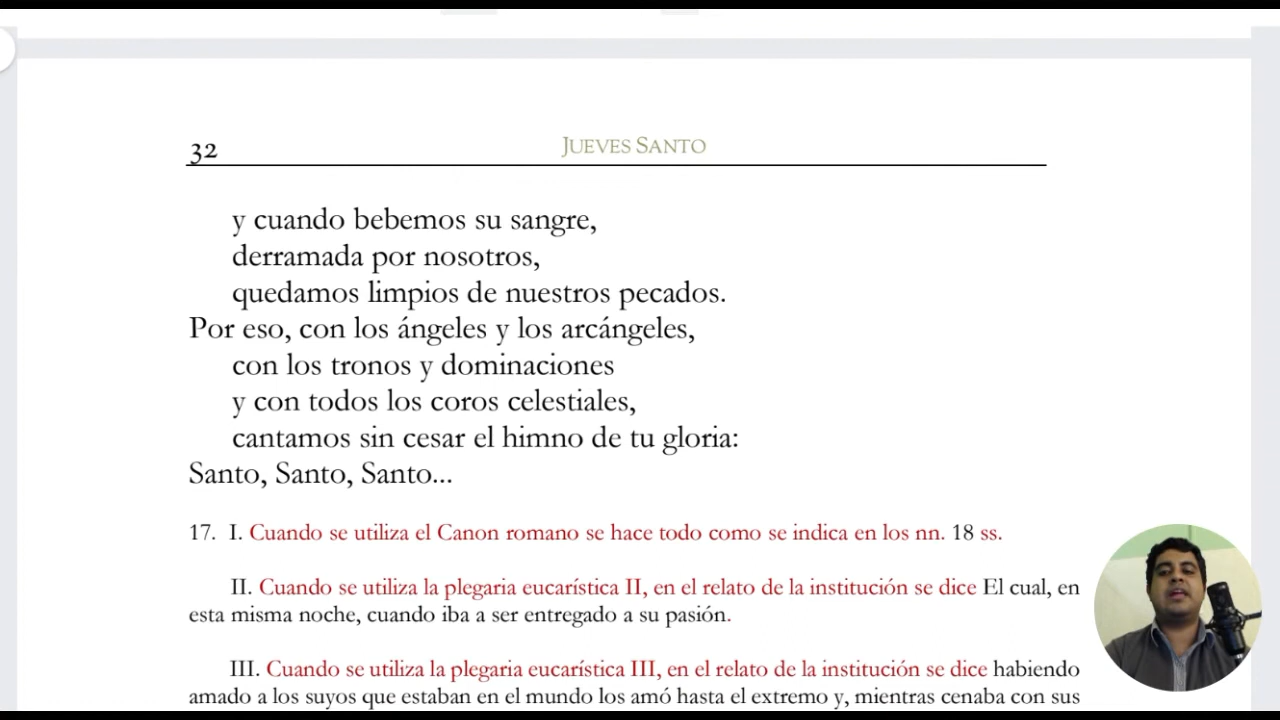 32 JUEVES SANTO
y cuando bebemos su sangre,
derramada por nosotros,
quedamos limpios de nuestros pecados.
Por eso, con los ángeles y los arcángeles,
con los tronos y dominaciones
y con todos los coros celestiales,
cantamos sin cesar el himno de tu gloria:
Santo, Santo, Santo...
17. I. Cuando se utiliza el Canon romano se hace todo como se indica en los nn. 18 ss.
II. Cuando se utiliza la plegaria eucarística II, en el relato de la institución se dice El cual, en
esta misma noche, cuando iba a ser entregado a su pasión.
III. Cuando se utiliza la plegaria eucarística III, en el relato de la institución se dice habiendo
amado a los suyos que estaban en el mundo los amó hasta el extremo y, mientras cenaba con sus